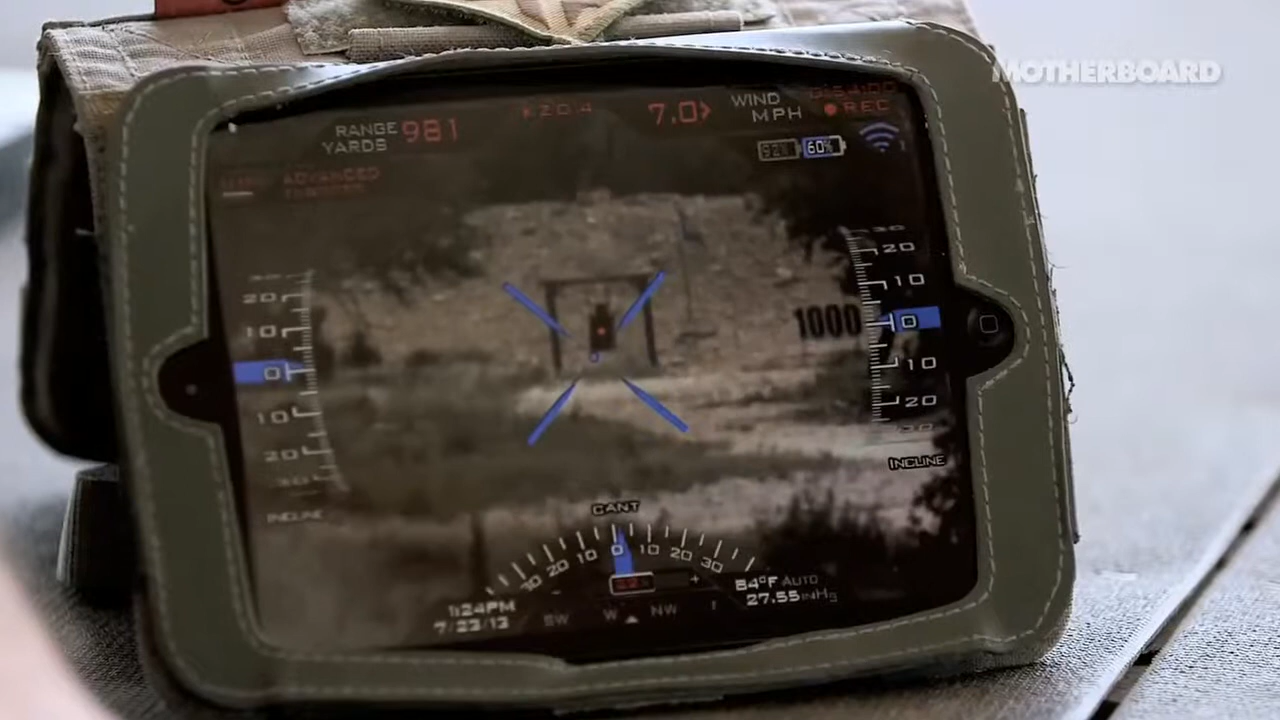 MOTHERBOARD
RANGE YARDS 981
7.0> WIND MPH
REC
92% 60%
ADVANCED
20 20
10 10
0 0
1000
10 10
20 20
30
INCLINE INCLINE
CANT
30 20 10 0 10 20 30
- +
1:24PM
7/23/13
SW W NW
84°F AUTO
27.55 inHg